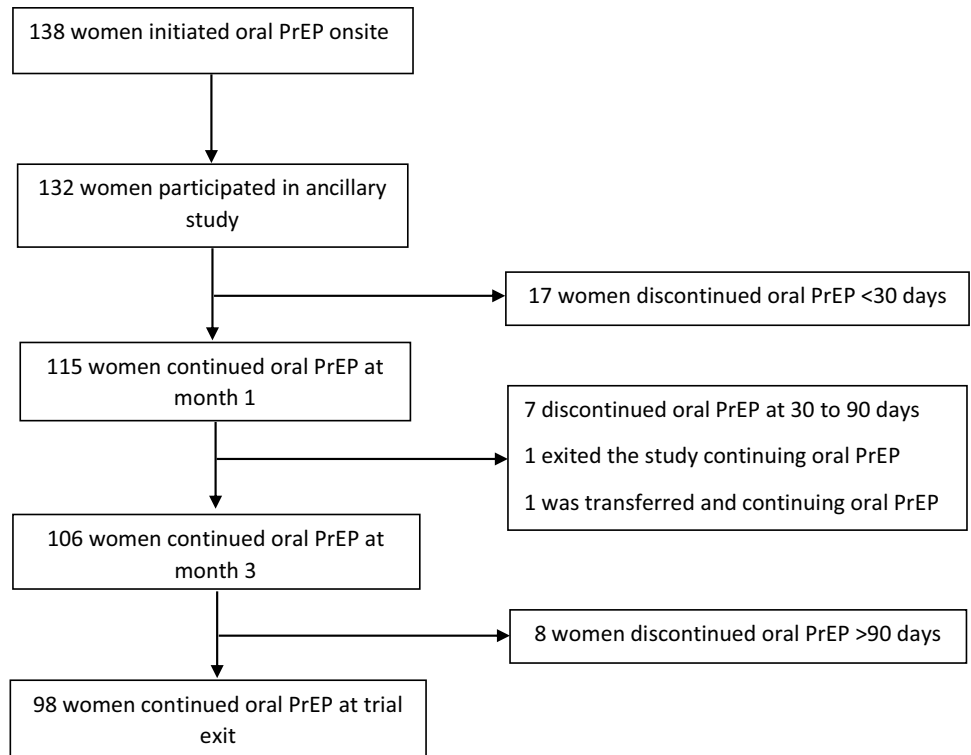 138 women initiated oral PrEP onsite
132 women participated in ancillary
study
17 women discontinued oral PrEP <30 days
115 women continued oral PrEP at
month 1
7 discontinued oral PrEP at 30 to 90 days
1 exited the study continuing oral PrEP
1 was transferred and continuing oral PrEP
106 women continued oral PrEP at
month 3
8 women discontinued oral PrEP >90 days
98 women continued oral PrEP at trial
exit